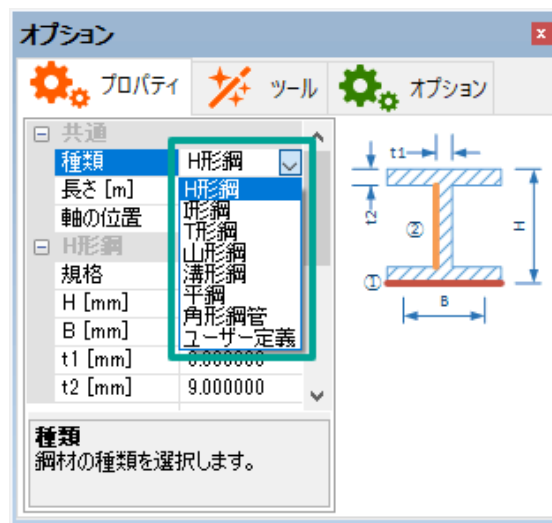 オプション
プロパティ
ツール
オプション
共通
種類 H形鋼
長さ [m]
軸の位置
H形鋼
規格
H [mm]
B [mm]
t1 [mm]
t2 [mm] 9.000000
H形鋼
I形鋼
T形鋼
山形鋼
溝形鋼
平鋼
角形鋼管
ユーザー定義
種類
鋼材の種類を選択します。
t1
t2
②
H
①
B